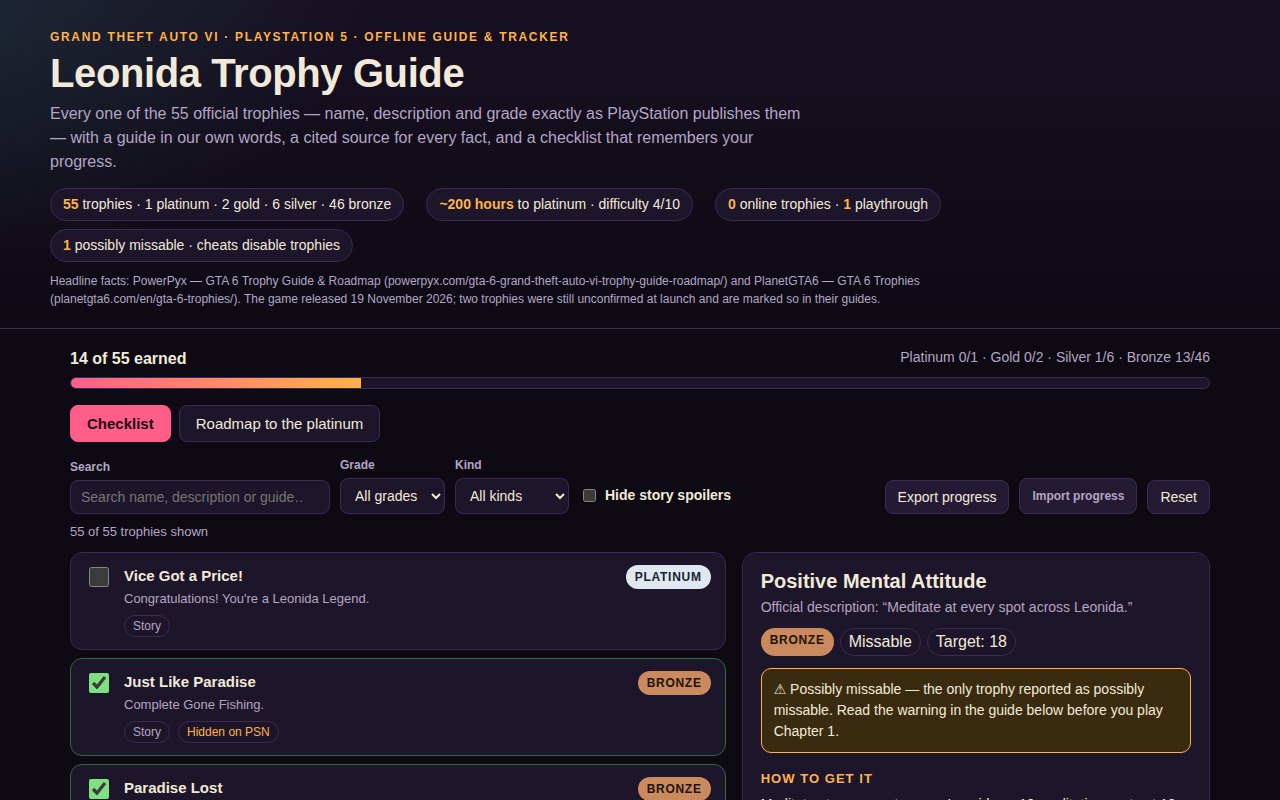 GRAND THEFT AUTO VI · PLAYSTATION 5 · OFFLINE GUIDE & TRACKER
Leonida Trophy Guide
Every one of the 55 official trophies — name, description and grade exactly as PlayStation publishes them
— with a guide in our own words, a cited source for every fact, and a checklist that remembers your
progress.
55 trophies · 1 platinum · 2 gold · 6 silver · 46 bronze
~200 hours to platinum · difficulty 4/10
0 online trophies · 1 playthrough
1 possibly missable · cheats disable trophies
Headline facts: PowerPyx — GTA 6 Trophy Guide & Roadmap (powerpyx.com/gta-6-grand-theft-auto-vi-trophy-guide-roadmap/) and PlanetGTA6 — GTA 6 Trophies
(planetgta6.com/en/gta-6-trophies/). The game released 19 November 2026; two trophies were still unconfirmed at launch and are marked so in their guides.
14 of 55 earned
Platinum 0/1 · Gold 0/2 · Silver 1/6 · Bronze 13/46
Checklist
Roadmap to the platinum
Search
Grade
Kind
Search name, description or guide..
All grades
All kinds
Hide story spoilers
Export progress
Import progress
Reset
55 of 55 trophies shown
Vice Got a Price!
PLATINUM
Congratulations! You're a Leonida Legend.
Story
Just Like Paradise
BRONZE
Complete Gone Fishing.
Story
Hidden on PSN
Paradise Lost
BRONZE
Positive Mental Attitude
Official description: “Meditate at every spot across Leonida.”
BRONZE
Missable
Target: 18
⚠ Possibly missable — the only trophy reported as possibly
missable. Read the warning in the guide below before you play
Chapter 1.
HOW TO GET IT